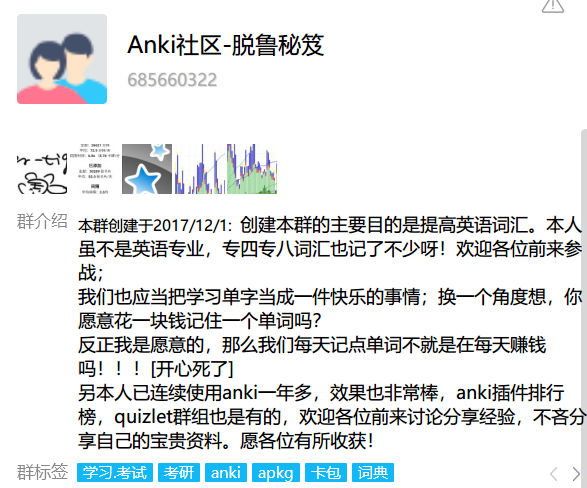 Anki社区-脱鲁秘笈
685660322
群介绍
本群创建于2017/12/1: 创建本群的主要目的是提高英语词汇。本人
虽不是英语专业，专四专八词汇也记了不少呀！欢迎各位前来参
战；
我们也应当把学习单字当成一件快乐的事情；换一个角度想，你
愿意花一块钱记住一个单词吗？
反正我是愿意的，那么我们每天记点单词不就是在每天赚钱
吗！！！[开心死了]
另本人已连续使用anki一年多，效果也非常棒，anki插件排行
榜，quizlet群组也是有的，欢迎各位前来讨论分享经验，不吝分
享自己的宝贵资料。愿各位有所收获！
群标签 学习.考试 考研 anki apkg 卡包 词典